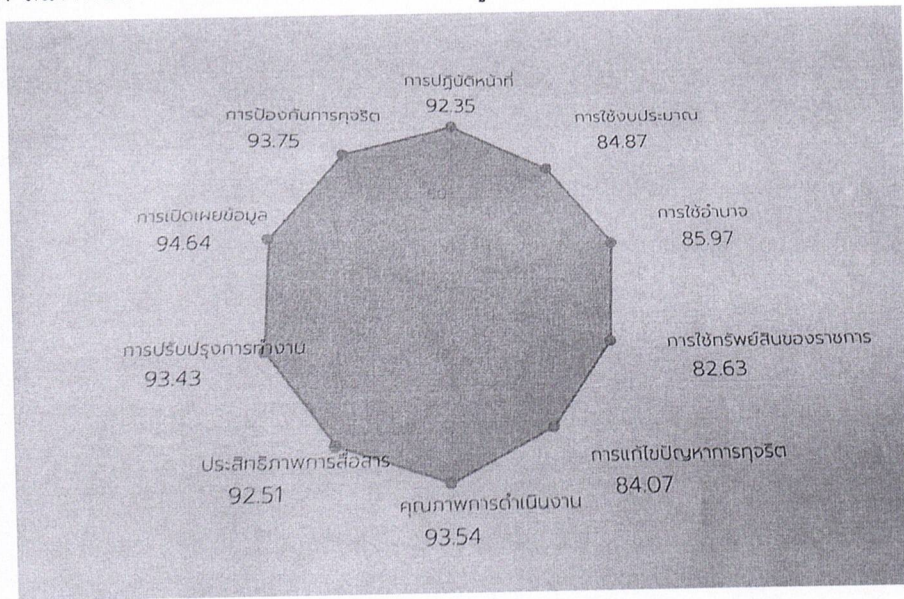 การปฏิบัติหน้าที่
92.35
การใช้งบประมาณ
84.87
การใช้อำนาจ
85.97
การใช้ทรัพย์สินของราชการ
82.63
การแก้ไขปัญหาการทุจริต
84.07
คุณภาพการดำเนินงาน
93.54
ประสิทธิภาพการสื่อสาร
92.51
การปรับปรุงการทำงาน
93.43
การเปิดเผยข้อมูล
94.64
การป้องกันการทุจริต
93.75